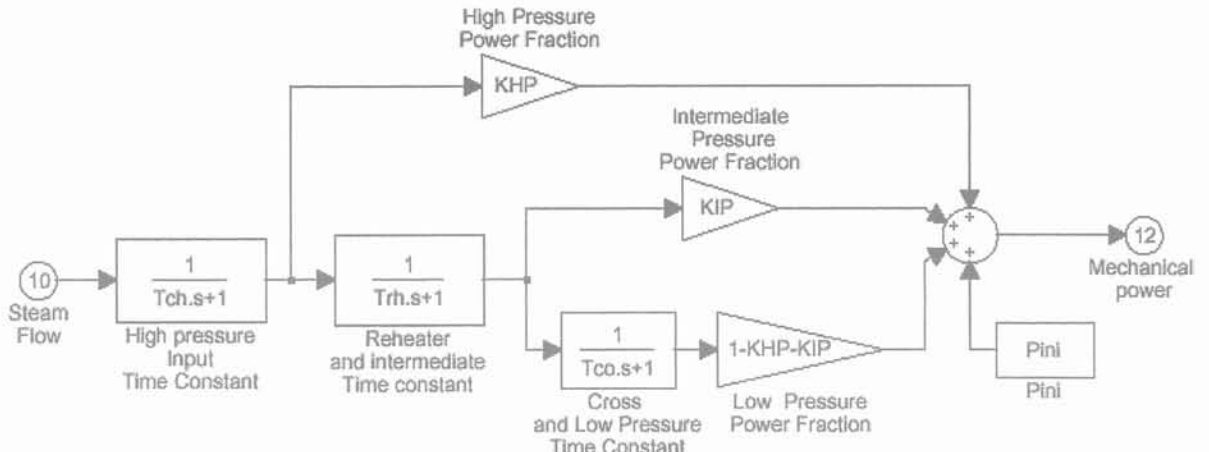 High Pressure
Power Fraction
KHP
Intermediate
Pressure
Power Fraction
KIP
10
Steam
Flow
1
Tch.s+1
High pressure
Input
Time Constant
1
Trh.s+1
Reheater
and intermediate
Time constant
1
Tco.s+1
Cross
and Low Pressure
Time Constant
1-KHP-KIP
Low Pressure
Power Fraction
+
+
+
+
12
Mechanical
power
Pini
Pini